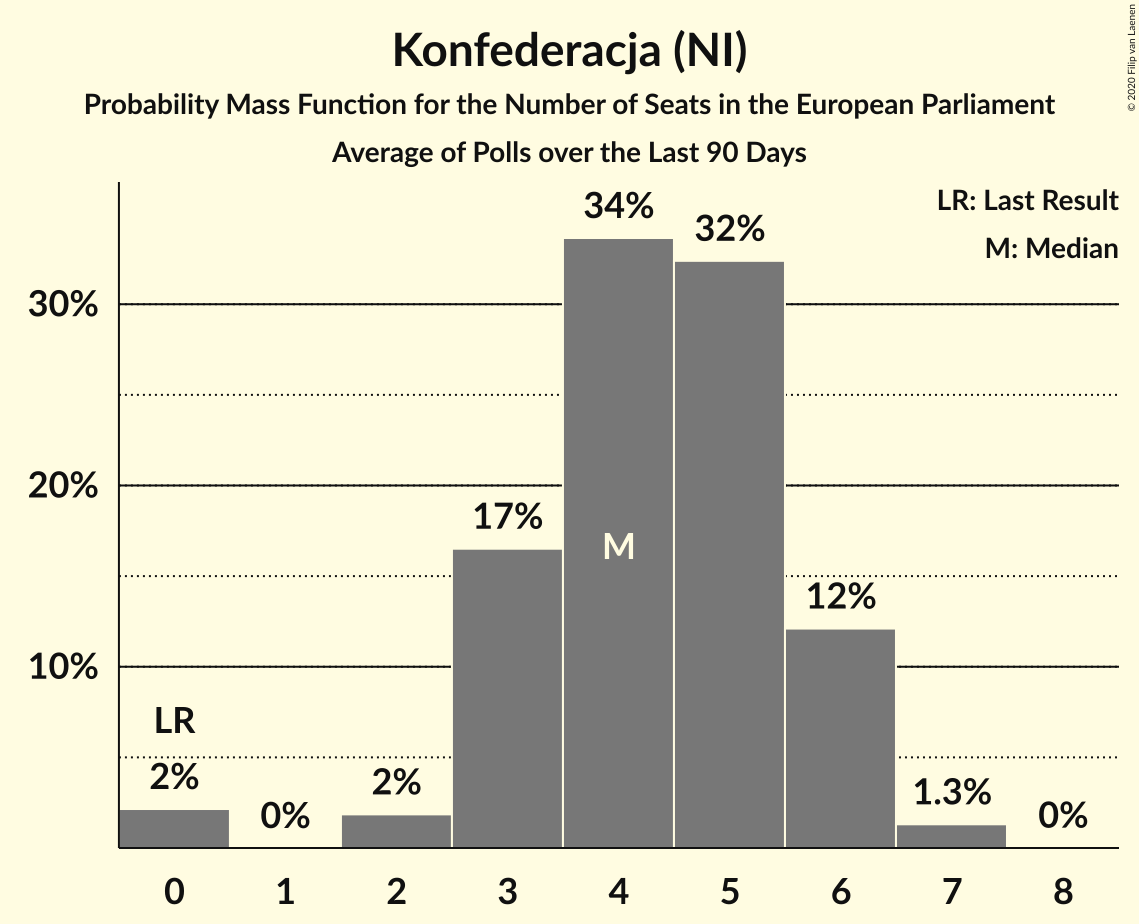 Konfederacja (NI)
Probability Mass Function for the Number of Seats in the European Parliament
Average of Polls over the Last 90 Days
© 2020 Filip van Laenen
LR: Last Result
M: Median
34%
32%
30%
20%
17%
M
12%
10%
LR
2%
0%
2%
1.3%
0%
0 1 2 3 4 5 6 7 8